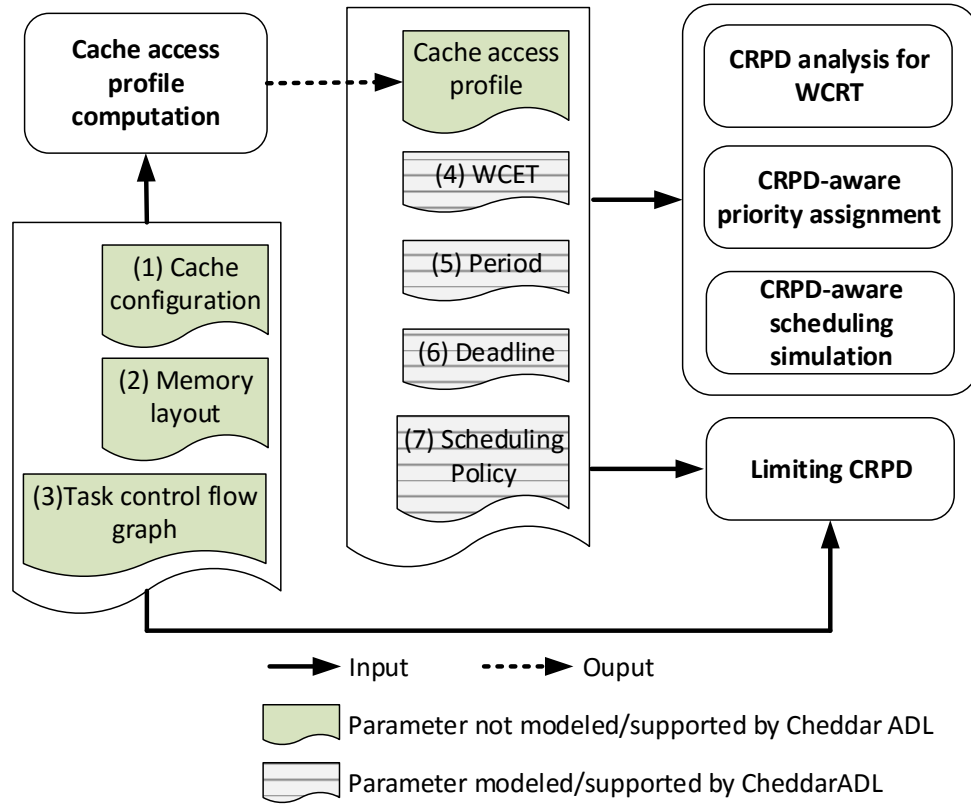 Cache access
profile
computation
Cache access
profile
(4) WCET
(5) Period
(6) Deadline
(7) Scheduling
Policy
(1) Cache
configuration
(2) Memory
layout
(3)Task control flow
graph
CRPD analysis for
WCRT
CRPD-aware
priority assignment
CRPD-aware
scheduling
simulation
Limiting CRPD
Input
Ouput
Parameter not modeled/supported by Cheddar ADL
Parameter modeled/supported by CheddarADL